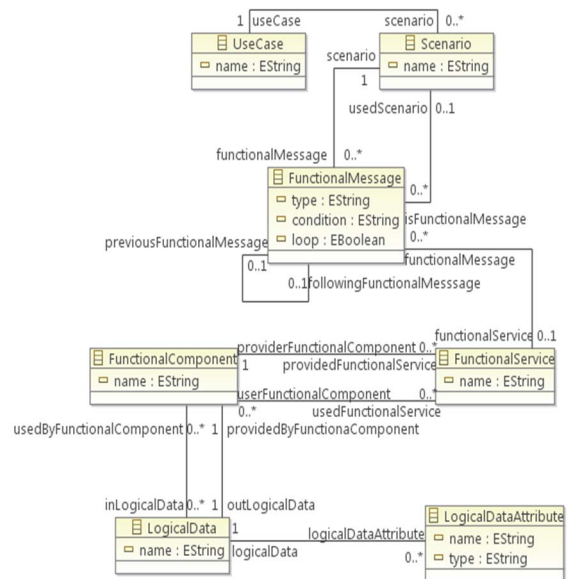 1 useCase scenario 0..*
UseCase
name : EString
Scenario
name : EString
scenario
1
usedScenario 0..1
functionalMessage 0..*
FunctionalMessage
type : EString
condition : EString
loop : EBoolean
0..*
isFunctionalMessage
0..*
functionalMessage
previousFunctionalMessage
0..1
0..1 followingFunctionalMesssage
functionalService 0..1
FunctionalComponent
name : EString
providerFunctionalComponent 0..*
1 providedFunctionalService
userFunctionalComponent 0..*
0..* usedFunctionalService
FunctionalService
name : EString
usedByFunctionalComponent 0..* 1 providedByFunctionaComponent
inLogicalData 0..* 1 outLogicalData
LogicalData
name : EString
1
logicalData
logicalDataAttribute
0..*
LogicalDataAttribute
name : EString
type : EString